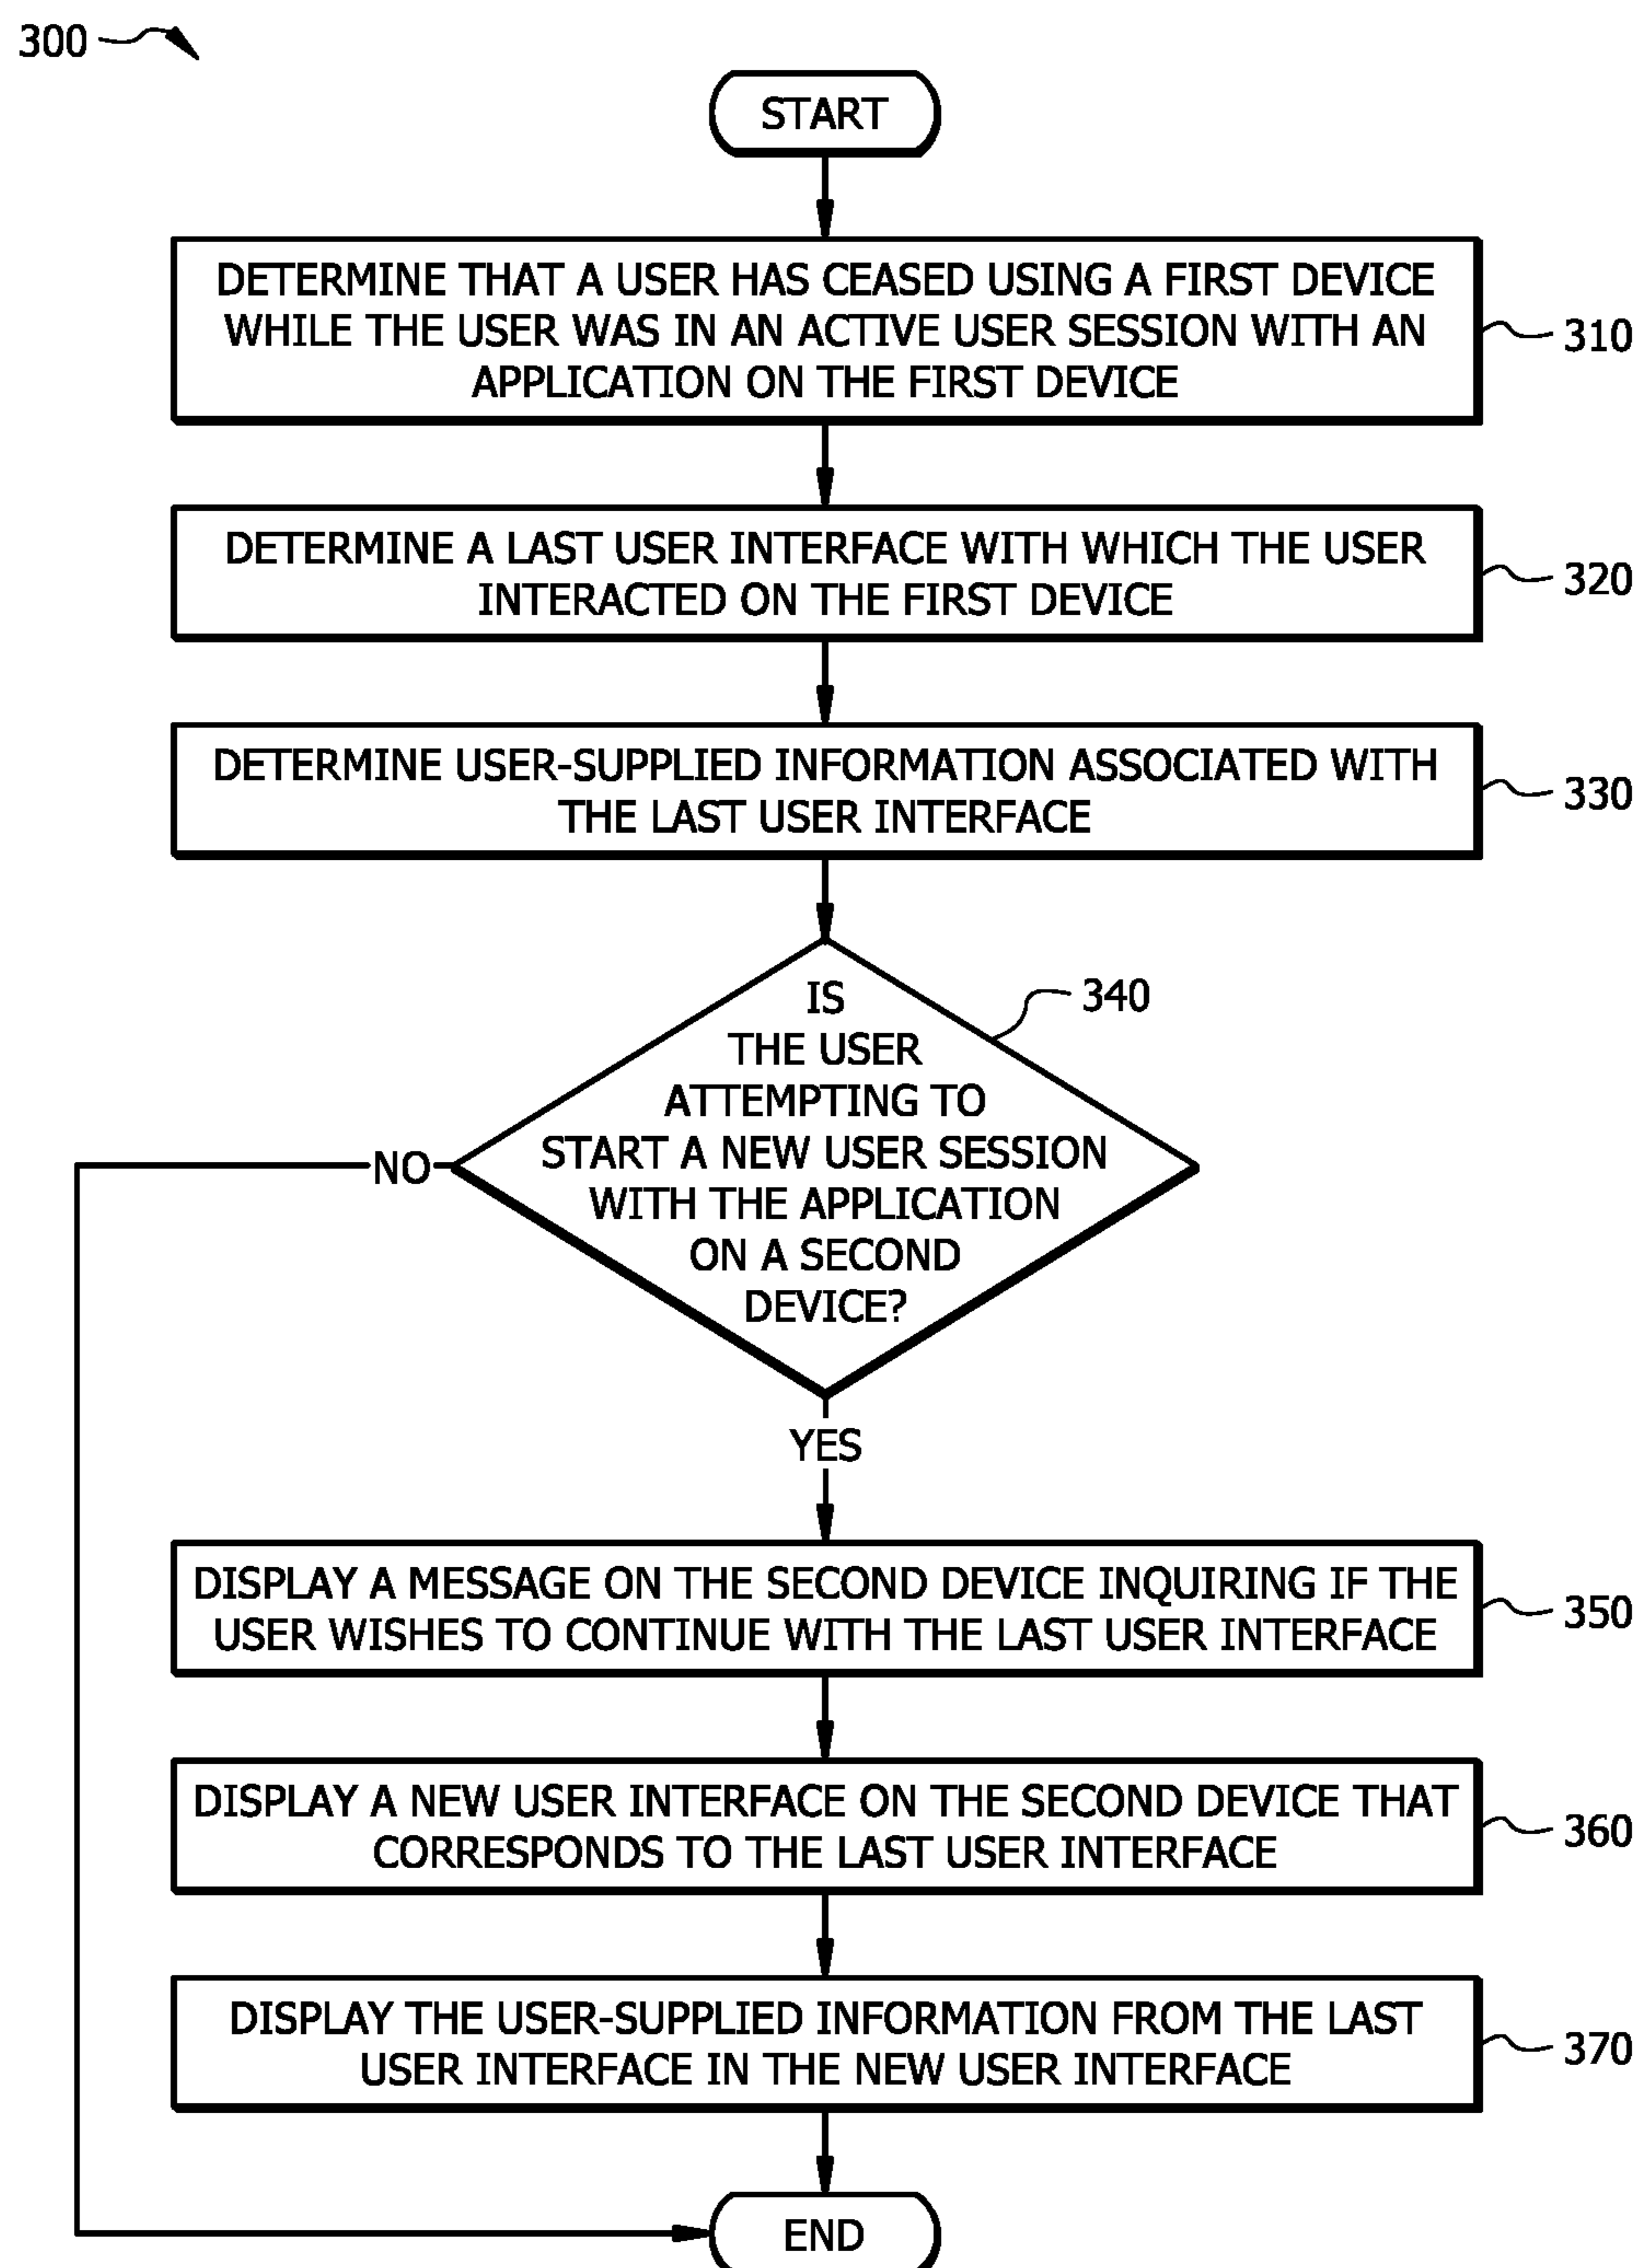 300
START
DETERMINE THAT A USER HAS CEASED USING A FIRST DEVICE
WHILE THE USER WAS IN AN ACTIVE USER SESSION WITH AN
APPLICATION ON THE FIRST DEVICE
310
DETERMINE A LAST USER INTERFACE WITH WHICH THE USER
INTERACTED ON THE FIRST DEVICE
320
DETERMINE USER-SUPPLIED INFORMATION ASSOCIATED WITH
THE LAST USER INTERFACE
330
IS
THE USER
ATTEMPTING TO
START A NEW USER SESSION
WITH THE APPLICATION
ON A SECOND
DEVICE?
340
NO
YES
DISPLAY A MESSAGE ON THE SECOND DEVICE INQUIRING IF THE
USER WISHES TO CONTINUE WITH THE LAST USER INTERFACE
350
DISPLAY A NEW USER INTERFACE ON THE SECOND DEVICE THAT
CORRESPONDS TO THE LAST USER INTERFACE
360
DISPLAY THE USER-SUPPLIED INFORMATION FROM THE LAST
USER INTERFACE IN THE NEW USER INTERFACE
370
END